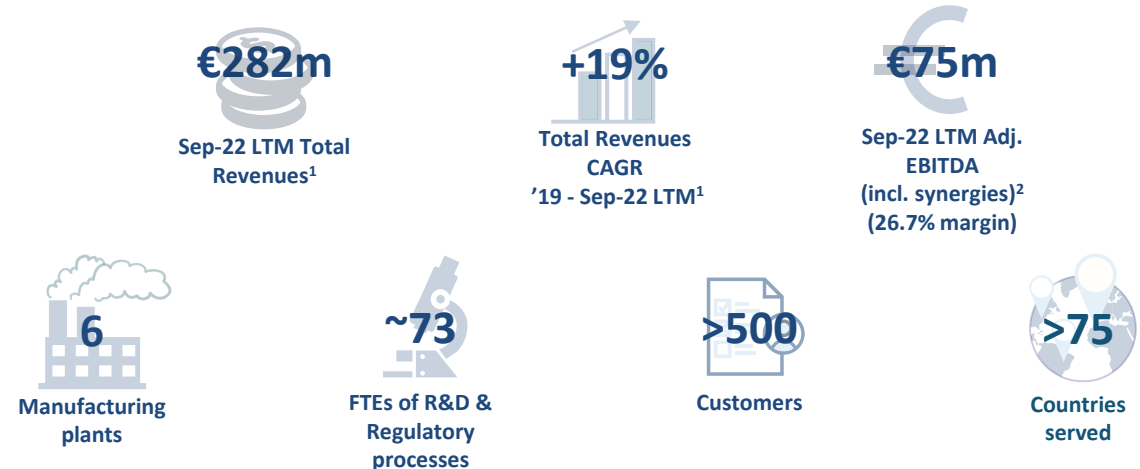 €282m
Sep-22 LTM Total
Revenues1
+19%
Total Revenues
CAGR
’19 - Sep-22 LTM1
€75m
Sep-22 LTM Adj.
EBITDA
(incl. synergies)2
(26.7% margin)
6
Manufacturing
plants
~73
FTEs of R&D &
Regulatory
processes
>500
Customers
>75
Countries
served